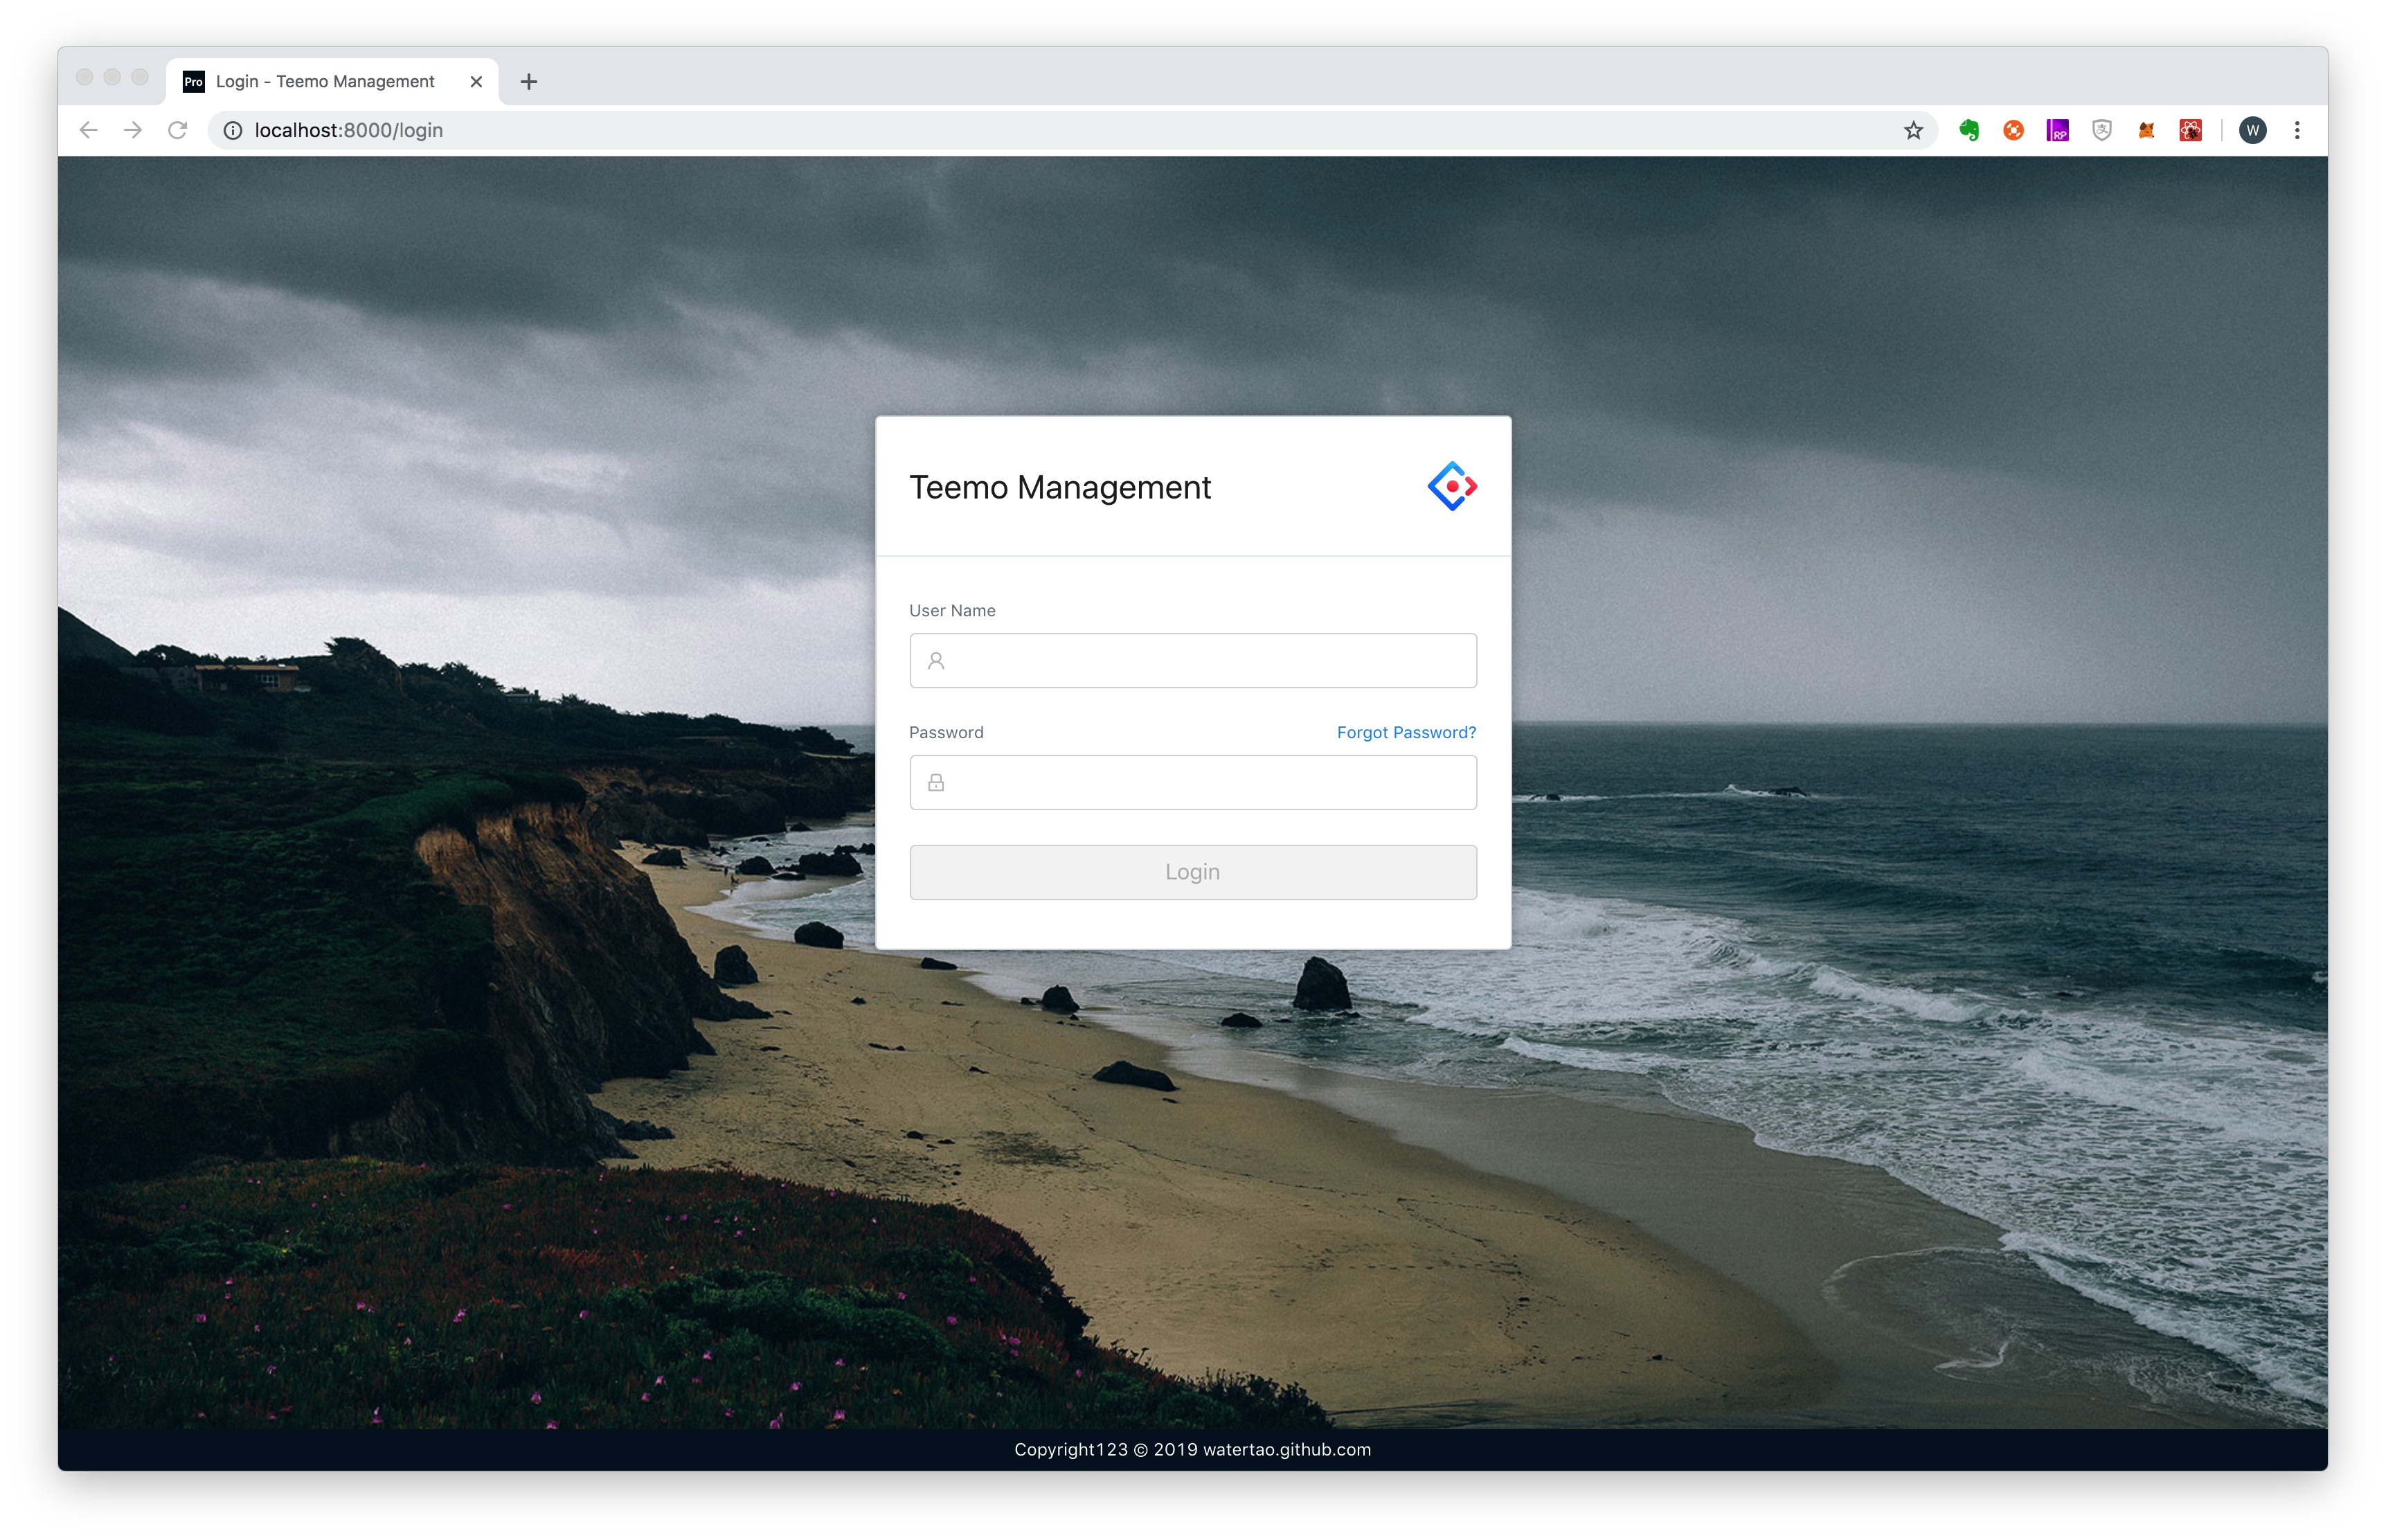 Pro Login - Teemo Management
localhost:8000/login
RP
W
Teemo Management
User Name
Password
Forgot Password?
Login
Copyright123 © 2019 watertao.github.com